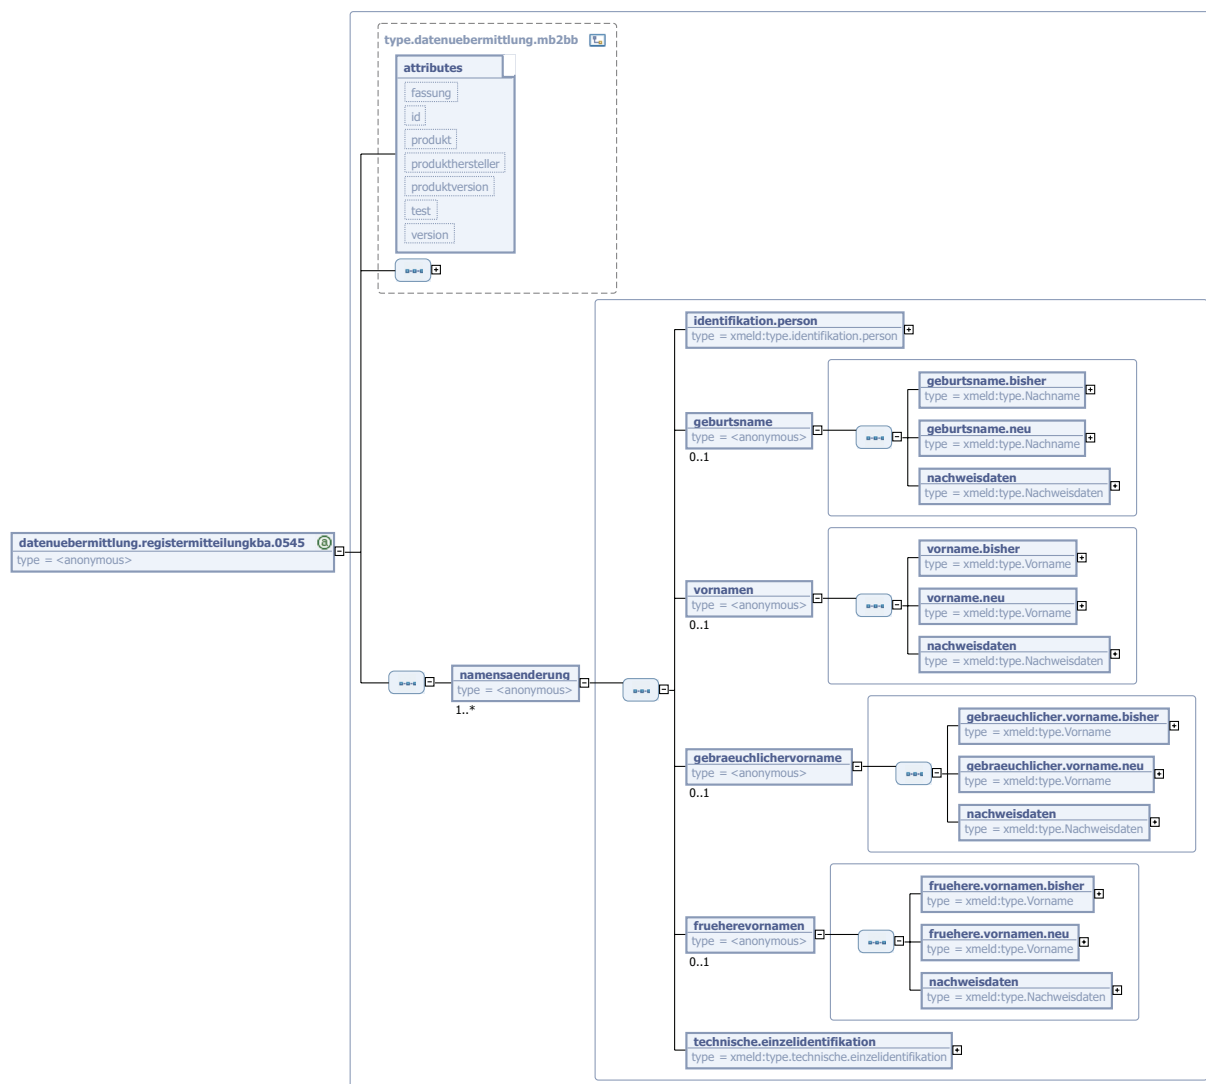 type.datenuebermittlung.mb2bb
attributes
fassung
id
produkt
produkthersteller
produktversion
test
version
identifikation.person
type = xmeld:type.identifikation.person
geburtsname.bisher
type = xmeld:type.Nachname
geburtsname
type = <anonymous>
0..1
geburtsname.neu
type = xmeld:type.Nachname
nachweisdaten
type = xmeld:type.Nachweisdaten
datenuebermittlung.registermitteilungkba.0545
a
type = <anonymous>
vorname.bisher
type = xmeld:type.Vorname
vornamen
type = <anonymous>
0..1
vorname.neu
type = xmeld:type.Vorname
nachweisdaten
type = xmeld:type.Nachweisdaten
namensaenderung
type = <anonymous>
1..*
gebraeuchlicher.vorname.bisher
type = xmeld:type.Vorname
gebraeuchlichervorname
type = <anonymous>
0..1
gebraeuchlicher.vorname.neu
type = xmeld:type.Vorname
nachweisdaten
type = xmeld:type.Nachweisdaten
fruehere.vornamen.bisher
type = xmeld:type.Vorname
frueherevornamen
type = <anonymous>
0..1
fruehere.vornamen.neu
type = xmeld:type.Vorname
nachweisdaten
type = xmeld:type.Nachweisdaten
technische.einzelidentifikation
type = xmeld:type.technische.einzelidentifikation